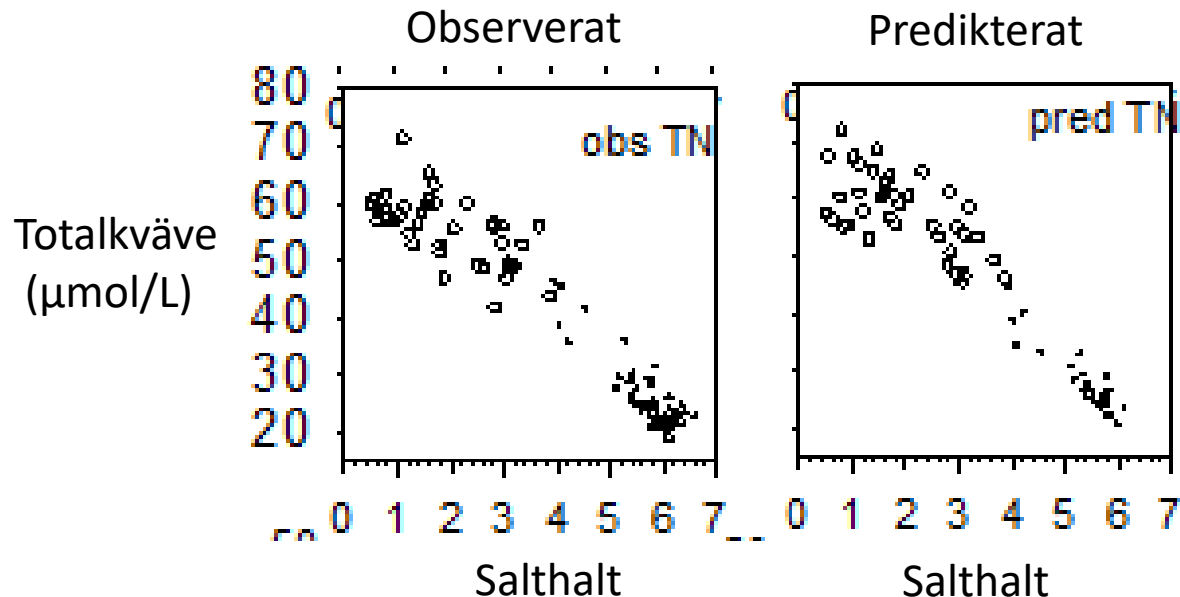 Observerat
Predikterat
80
70
60
50
40
30
20
obs TN
pred TN
Totalkväve
(µmol/L)
0 1 2 3 4 5 6 7
0 1 2 3 4 5 6 7
Salthalt
Salthalt